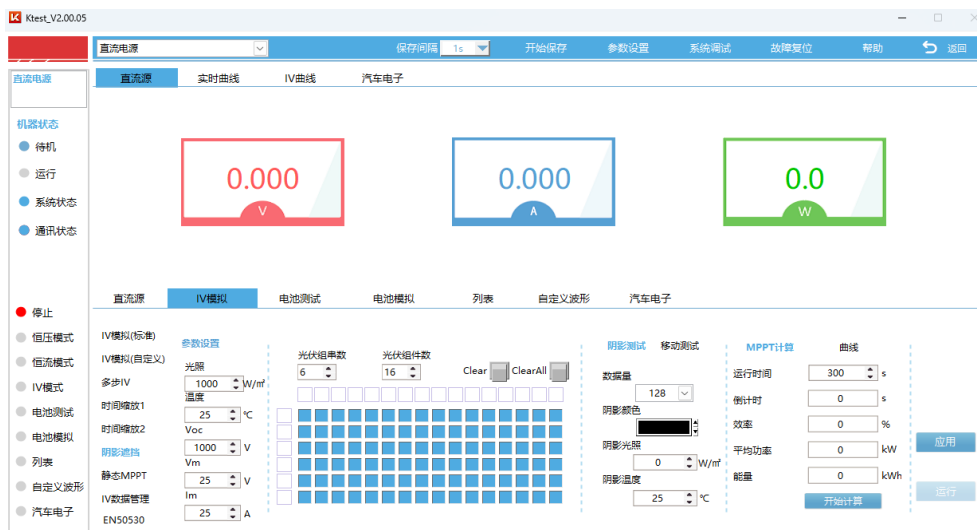 Ktest_V2.00.05
直流电源 保存间隔 1s 开始保存 参数设置 系统调试 故障复位 帮助 返回
直流电源
直流源 实时曲线 IV曲线 汽车电子
机器状态
待机
运行
系统状态
通讯状态
0.000
V
0.000
A
0.0
W
直流源 IV模拟 电池测试 电池模拟 列表 自定义波形 汽车电子
停止
恒压模式
恒流模式
IV模式
电池测试
电池模拟
列表
自定义波形
汽车电子
IV模拟(标准)
IV模拟(自定义)
多步IV
时间缩放1
时间缩放2
阴影遮挡
静态MPPT
IV数据管理
EN50530
参数设置
光照
1000 W/㎡
温度
25 ℃
Voc
1000 V
Vm
25 V
Im
25 A
光伏组串数 光伏组件数
6 16 Clear ClearAll
阴影测试 移动测试
数据量
128
阴影颜色
阴影光照
0 W/㎡
阴影温度
25 ℃
MPPT计算 曲线
运行时间 300 s
倒计时 0 s
效率 0 %
平均功率 0 kW
能量 0 kWh
开始计算
应用
运行